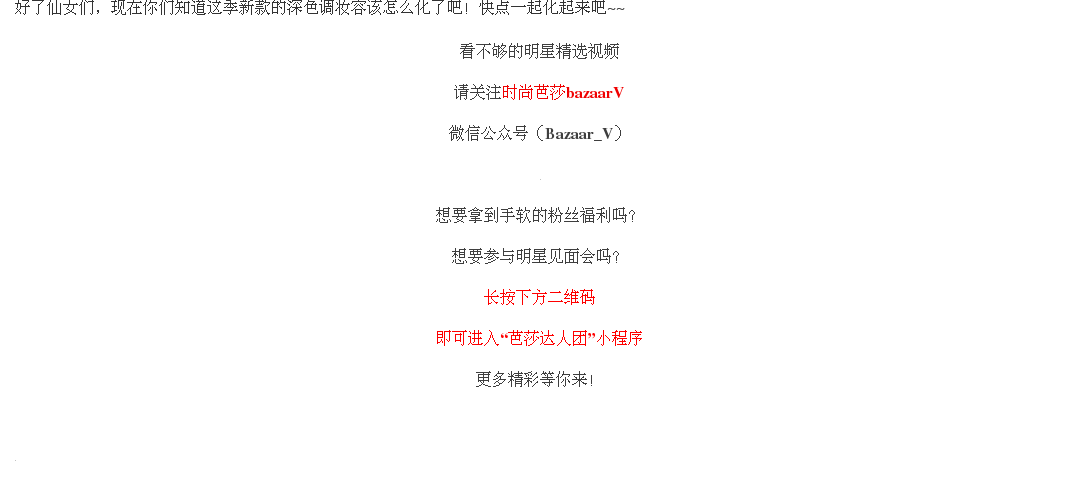 好了仙女们，现在你们知道这季新款的深色调妆容该怎么化了吧！快点一起化起来吧~~
看不够的明星精选视频
请关注时尚芭莎bazaarV
微信公众号（Bazaar_V）
想要拿到手软的粉丝福利吗?
想要参与明星见面会吗?
长按下方二维码
即可进入“芭莎达人团”小程序
更多精彩等你来!